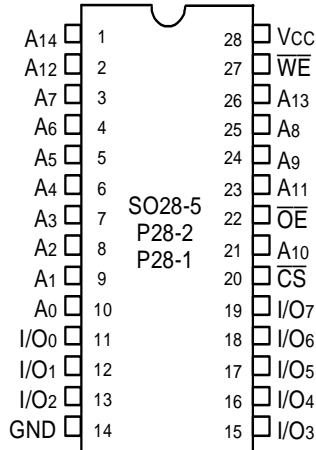 A14 1 28 VCC
A12 2 27 WE
A7 3 26 A13
A6 4 25 A8
A5 5 24 A9
A4 6 23 A11
A3 7 SO28-5 22 OE
A2 8 P28-2 21 A10
A1 9 P28-1 20 CS
A0 10 19 I/O7
I/O0 11 18 I/O6
I/O1 12 17 I/O5
I/O2 13 16 I/O4
GND 14 15 I/O3